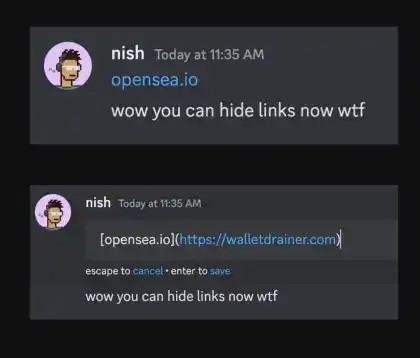 nish Today at 11:35 AM
opensea.io
wow you can hide links now wtf
nish Today at 11:35 AM
[opensea.io](https://walletdrainer.com)
escape to cancel • enter to save
wow you can hide links now wtf